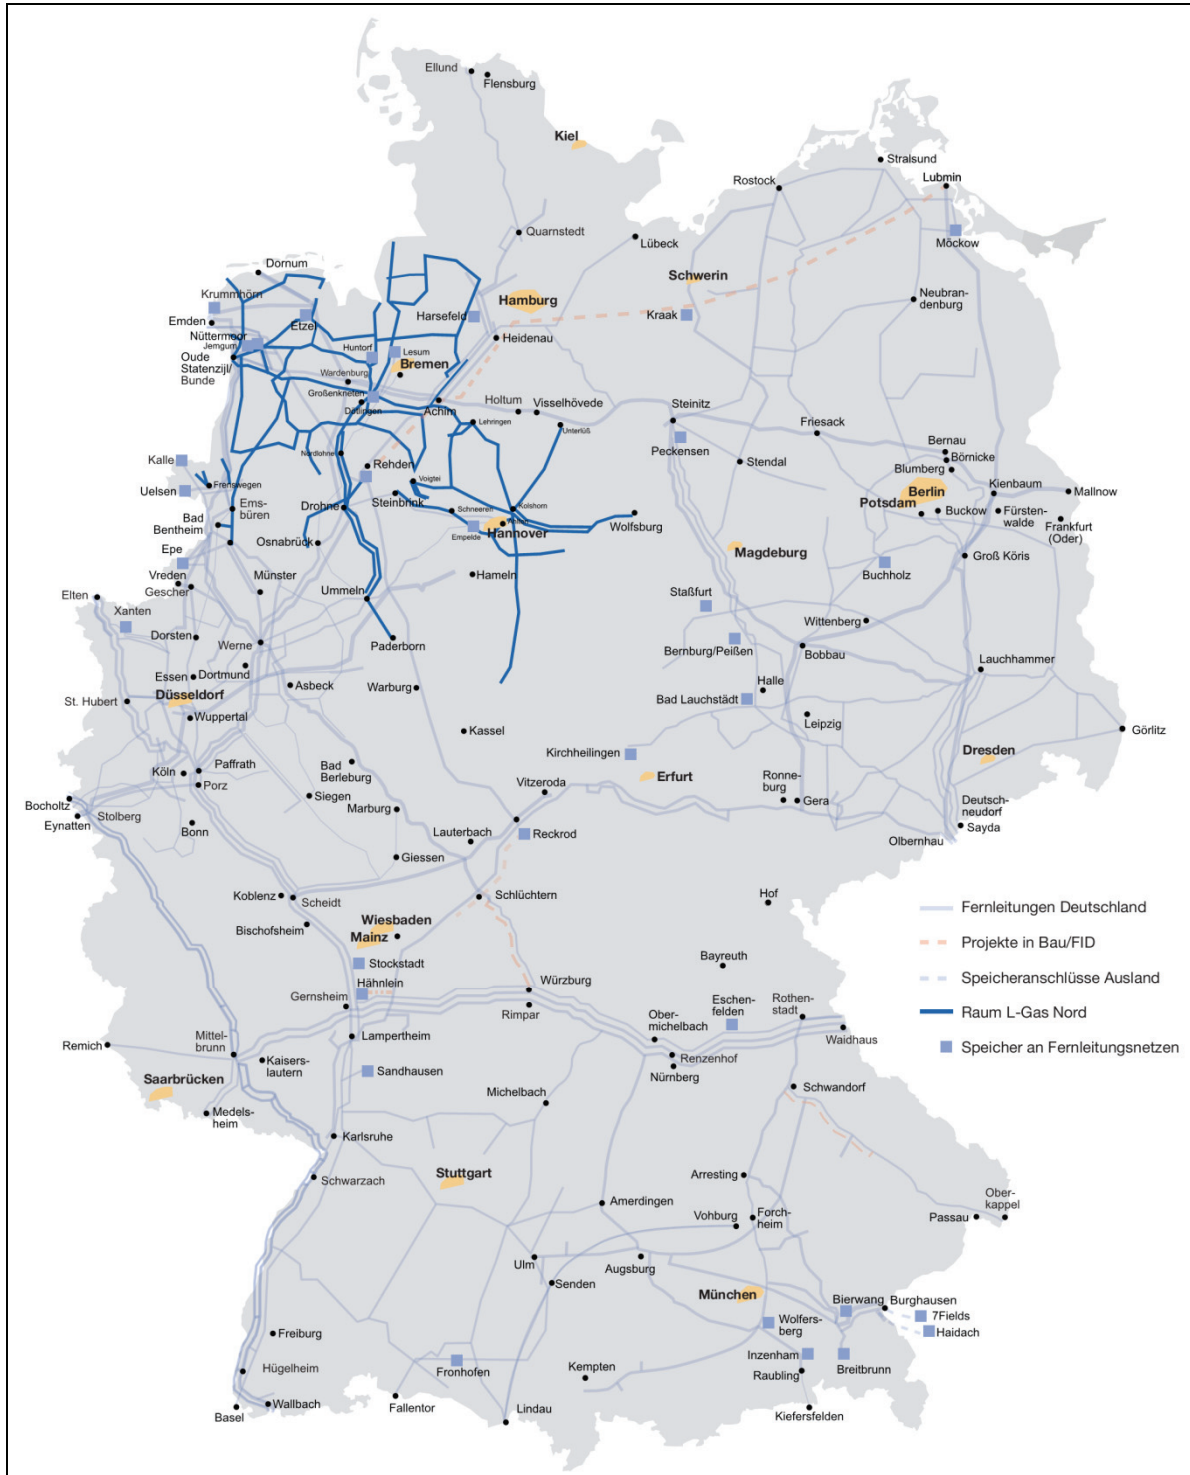 Ellund
Flensburg
Kiel
Stralsund
Rostock
Lubmin
Quarnstedt
Lübeck
Möckow
Dornum
Schwerin
Krummhörn
Hamburg
Neubran-
denburg
Emden
Etzel
Harsefeld
Kraak
Nüttermoor
Jemgum
Huntorf
Lesum
Heidenau
Oude
Statenzijl/
Bunde
Bremen
Wardenburg
Großenkneten
Dötlingen
Achim
Holtum
Visselhövede
Steinitz
Lehringen
Unterlüß
Friesack
Peckensen
Bernau
Börnicke
Nordlohne
Rehden
Stendal
Blumberg
Kalle
Voigtei
Uelsen
Frenswegen
Steinbrink
Berlin
Kienbaum
Mallnow
Ems-
büren
Drohne
Schneeren
Kolshorn
Potsdam
Buckow
Fürsten-
walde
Frankfurt
(Oder)
Bad
Bentheim
Ahlten
Wolfsburg
Osnabrück
Empelde
Hannover
Magdeburg
Groß Köris
Epe
Buchholz
Vreden
Gescher
Münster
Hameln
Elten
Xanten
Ummeln
Staßfurt
Wittenberg
Dorsten
Werne
Paderborn
Bernburg/Peißen
Bobbau
Lauchhammer
Essen
Dortmund
Asbeck
Warburg
Halle
St. Hubert
Düsseldorf
Bad Lauchstädt
Wuppertal
Leipzig
Kassel
Görlitz
Kirchheilingen
Dresden
Köln
Paffrath
Bad
Berleburg
Erfurt
Ronne-
burg
Porz
Vitzeroda
Gera
Bocholtz
Siegen
Marburg
Deutsch-
neudorf
Eynatten
Stolberg
Sayda
Bonn
Lauterbach
Reckrod
Olbernhau
Giessen
Koblenz
Scheidt
Schlüchtern
Hof
Fernleitungen Deutschland
Wiesbaden
Bischofsheim
Mainz
Projekte in Bau/FID
Bayreuth
Stockstadt
Speicheranschlüsse Ausland
Hähnlein
Würzburg
Gernsheim
Eschen-
felden
Rothen-
stadt
Raum L-Gas Nord
Rimpar
Ober-
michelbach
Mittel-
brunn
Lampertheim
Waidhaus
Remich
Renzenhof
Speicher an Fernleitungsnetzen
Kaisers-
lautern
Sandhausen
Nürnberg
Saarbrücken
Michelbach
Schwandorf
Medels-
heim
Karlsruhe
Stuttgart
Schwarzach
Arresting
Ober-
kappel
Amerdingen
Vohburg
Forch-
heim
Passau
Ulm
Augsburg
Senden
München
Bierwang
Burghausen
7Fields
Wolfers-
berg
Haidach
Freiburg
Inzenham
Hügelheim
Fronhofen
Kempten
Raubling
Breitbrunn
Basel
Wallbach
Fallentor
Lindau
Kiefersfelden